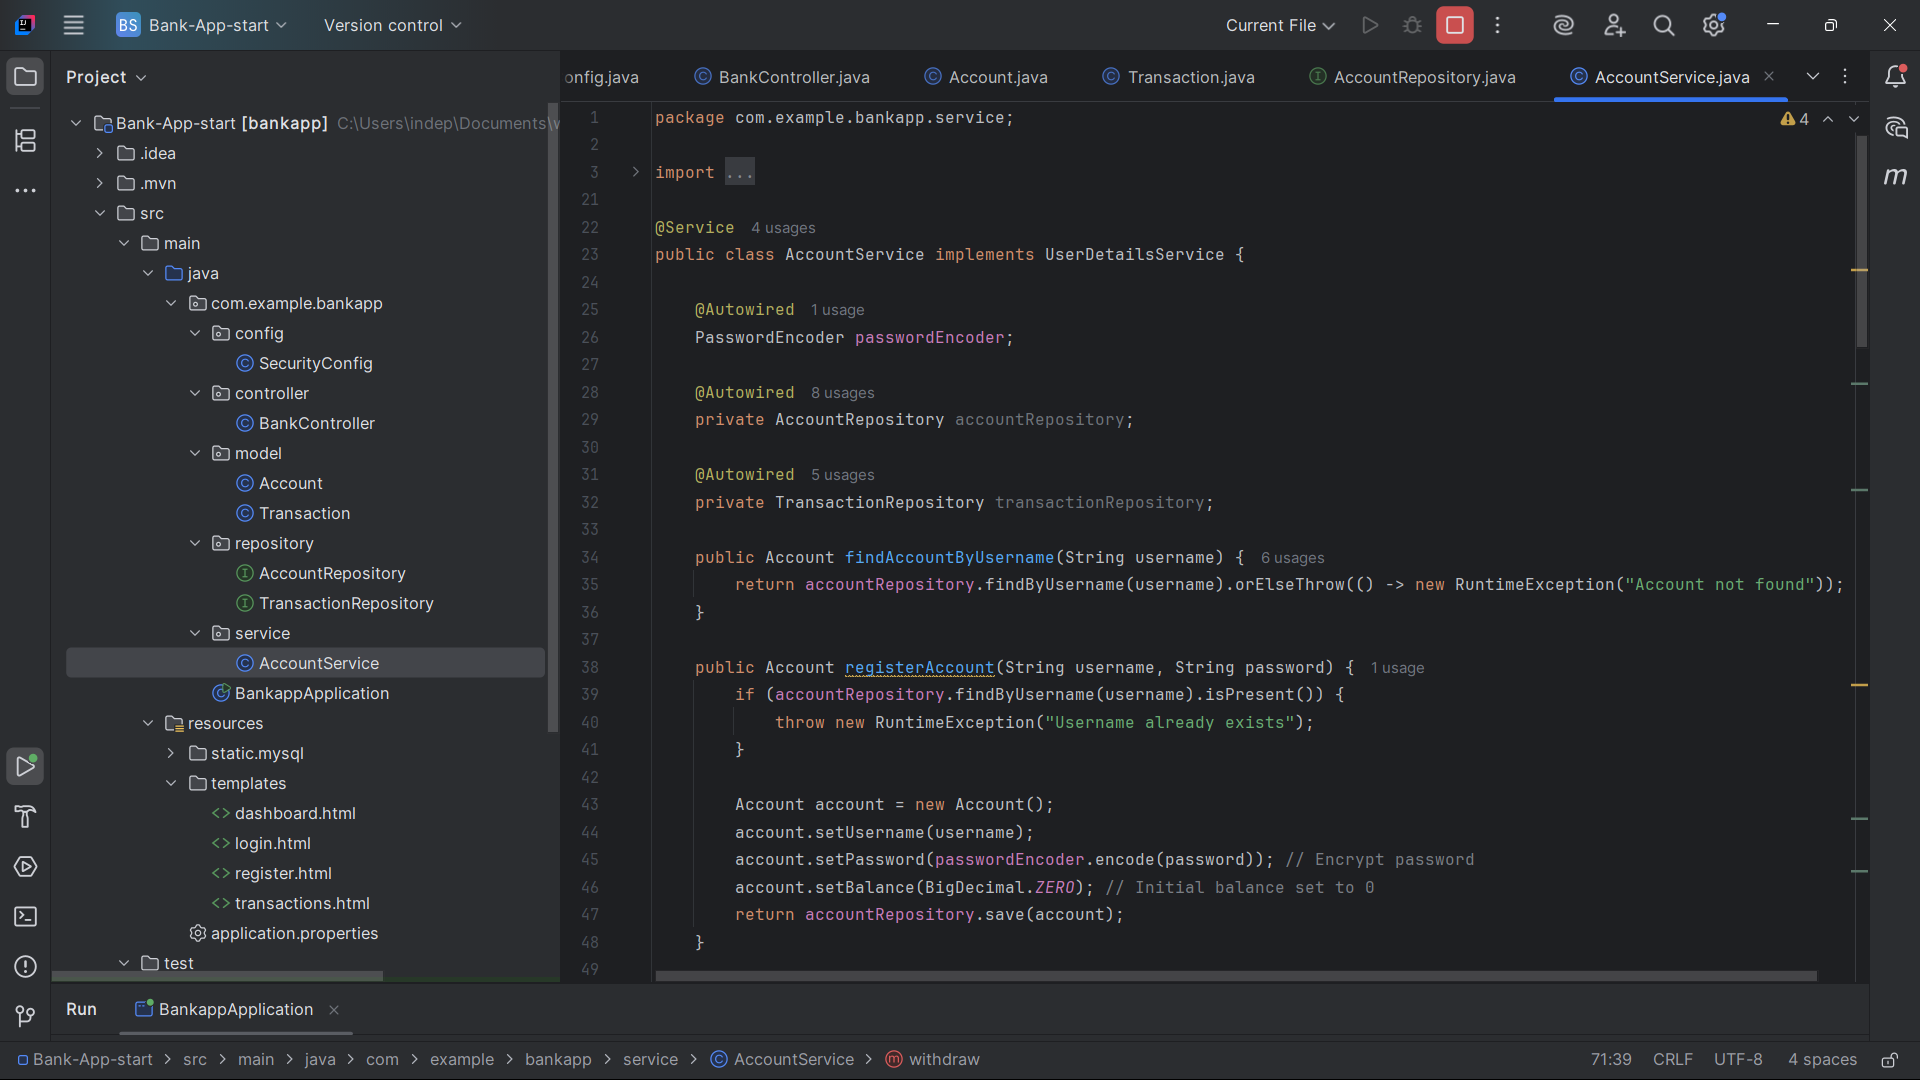 BS Bank-App-start Version control Current File
Project
onfig.java BankController.java Account.java Transaction.java AccountRepository.java AccountService.java
Bank-App-start [bankapp] C:\Users\indep\Documents\
.idea
.mvn
src
main
java
com.example.bankapp
config
SecurityConfig
controller
BankController
model
Account
Transaction
repository
AccountRepository
TransactionRepository
service
AccountService
BankappApplication
resources
static.mysql
templates
dashboard.html
login.html
register.html
transactions.html
application.properties
test
4
1 package com.example.bankapp.service;
2
3 import ...
21
22 @Service 4 usages
23 public class AccountService implements UserDetailsService {
24
25 @Autowired 1 usage
26 PasswordEncoder passwordEncoder;
27
28 @Autowired 8 usages
29 private AccountRepository accountRepository;
30
31 @Autowired 5 usages
32 private TransactionRepository transactionRepository;
33
34 public Account findAccountByUsername(String username) { 6 usages
35 return accountRepository.findByUsername(username).orElseThrow(() -> new RuntimeException("Account not found"));
36 }
37
38 public Account registerAccount(String username, String password) { 1 usage
39 if (accountRepository.findByUsername(username).isPresent()) {
40 throw new RuntimeException("Username already exists");
41 }
42
43 Account account = new Account();
44 account.setUsername(username);
45 account.setPassword(passwordEncoder.encode(password)); // Encrypt password
46 account.setBalance(BigDecimal.ZERO); // Initial balance set to 0
47 return accountRepository.save(account);
48 }
49
m
Run BankappApplication
Bank-App-start > src > main > java > com > example > bankapp > service > AccountService > withdraw 71:39 CRLF UTF-8 4 spaces